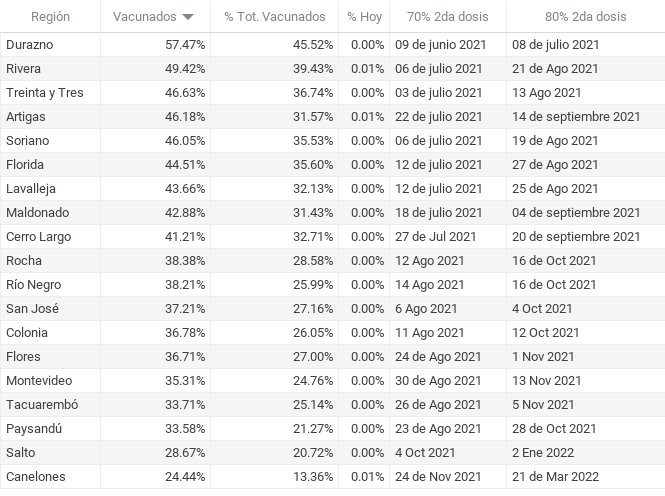 Región Vacunados % Tot. Vacunados % Hoy 70% 2da dosis 80% 2da dosis
Durazno 57.47% 45.52% 0.00% 09 de junio 2021 08 de julio 2021
Rivera 49.42% 39.43% 0.01% 06 de julio 2021 21 de Ago 2021
Treinta y Tres 46.63% 36.74% 0.00% 03 de julio 2021 13 Ago 2021
Artigas 46.18% 31.57% 0.01% 22 de julio 2021 14 de septiembre 2021
Soriano 46.05% 35.53% 0.00% 06 de julio 2021 19 de Ago 2021
Florida 44.51% 35.60% 0.00% 12 de julio 2021 27 de Ago 2021
Lavalleja 43.66% 32.13% 0.00% 12 de julio 2021 25 de Ago 2021
Maldonado 42.88% 31.43% 0.00% 18 de julio 2021 04 de septiembre 2021
Cerro Largo 41.21% 32.71% 0.00% 27 de Jul 2021 20 de septiembre 2021
Rocha 38.38% 28.58% 0.00% 12 Ago 2021 16 de Oct 2021
Río Negro 38.21% 25.99% 0.00% 14 Ago 2021 16 de Oct 2021
San José 37.21% 27.16% 0.00% 6 Ago 2021 4 Oct 2021
Colonia 36.78% 26.05% 0.00% 11 Ago 2021 12 Oct 2021
Flores 36.71% 27.00% 0.00% 24 de Ago 2021 1 Nov 2021
Montevideo 35.31% 24.76% 0.00% 30 de Ago 2021 13 Nov 2021
Tacuarembó 33.71% 25.14% 0.00% 26 de Ago 2021 5 Nov 2021
Paysandú 33.58% 21.27% 0.00% 23 de Ago 2021 28 de Oct 2021
Salto 28.67% 20.72% 0.00% 4 Oct 2021 2 Ene 2022
Canelones 24.44% 13.36% 0.01% 24 de Nov 2021 21 de Mar 2022